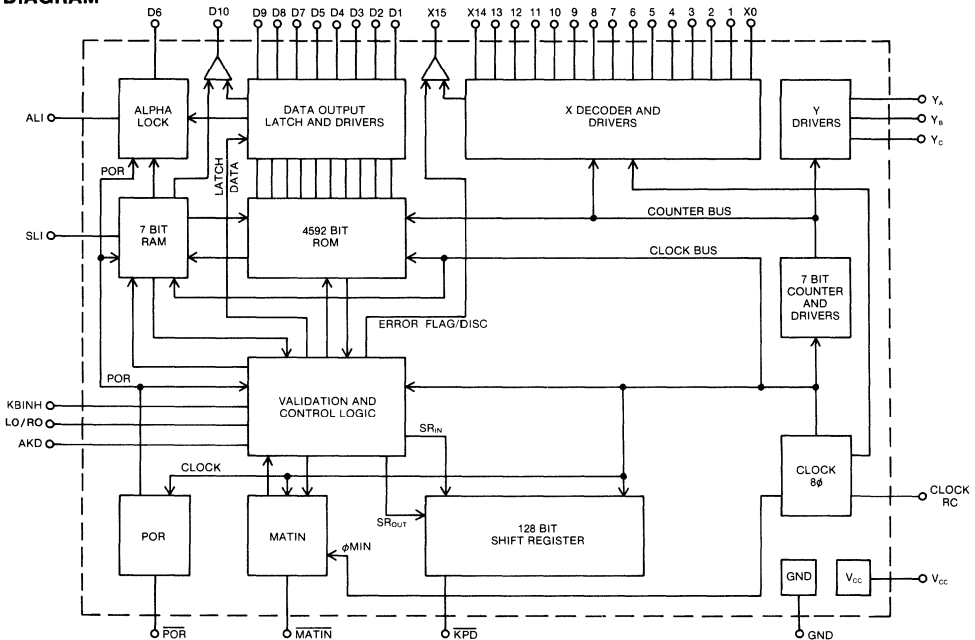 DIAGRAM
D6 D10 D9 D8 D7 D5 D4 D3 D2 D1 X15 X14 13 12 11 10 9 8 7 6 5 4 3 2 1 X0
ALI
ALPHA
LOCK
DATA OUTPUT
LATCH AND DRIVERS
X DECODER AND
DRIVERS
Y
DRIVERS
YA
YB
YC
POR
LATCH
DATA
SLI
7 BIT
RAM
4592 BIT
ROM
COUNTER BUS
CLOCK BUS
7 BIT
COUNTER
AND
DRIVERS
ERROR FLAG/DISC
POR
KBINH
LO/RO
AKD
VALIDATION AND
CONTROL LOGIC
SRIN
CLOCK
8ϕ
CLOCK
RC
CLOCK
POR
MATIN
SROUT
128 BIT
SHIFT REGISTER
ϕMIN
GND
VCC
VCC
POR
MATIN
KPD
GND